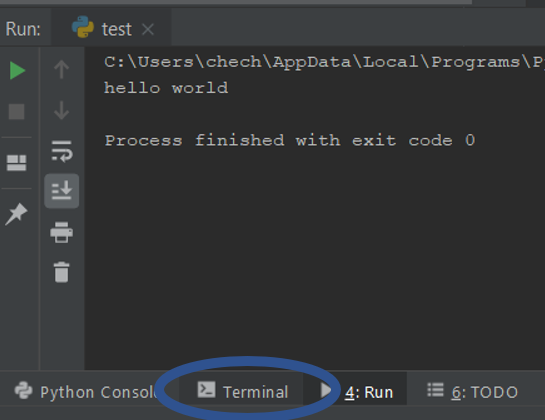 Run: test
C:\Users\chech\AppData\Local\Programs\P
hello world
Process finished with exit code 0
Python Consol Terminal 4: Run 6: TODO